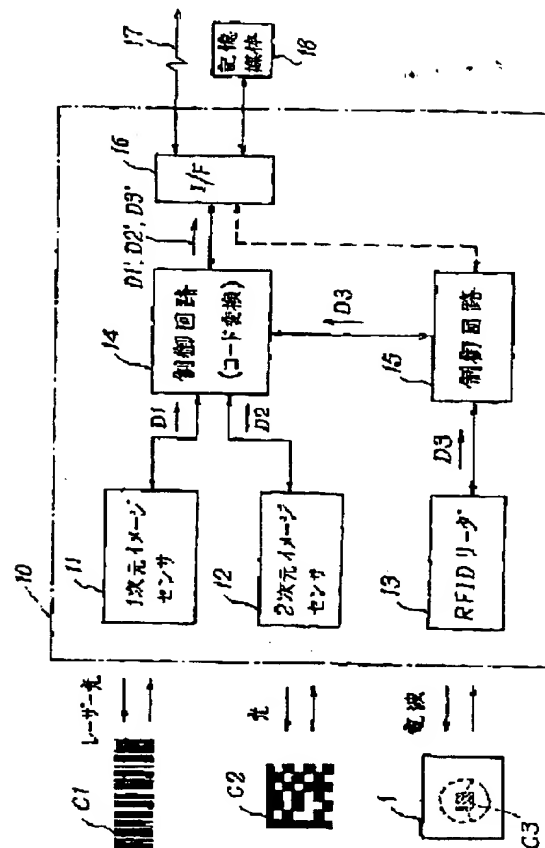 10
C1
レーザー光
11
1次元イメージ
センサ
D1
C2
光
12
2次元イメージ
センサ
D2
14
制御回路
(コード変換)
D1', D2', D3'
16
I/F
17
18
記憶
媒体
1
C3
電波
13
RFIDリーダ
D3
15
制御回路
D3